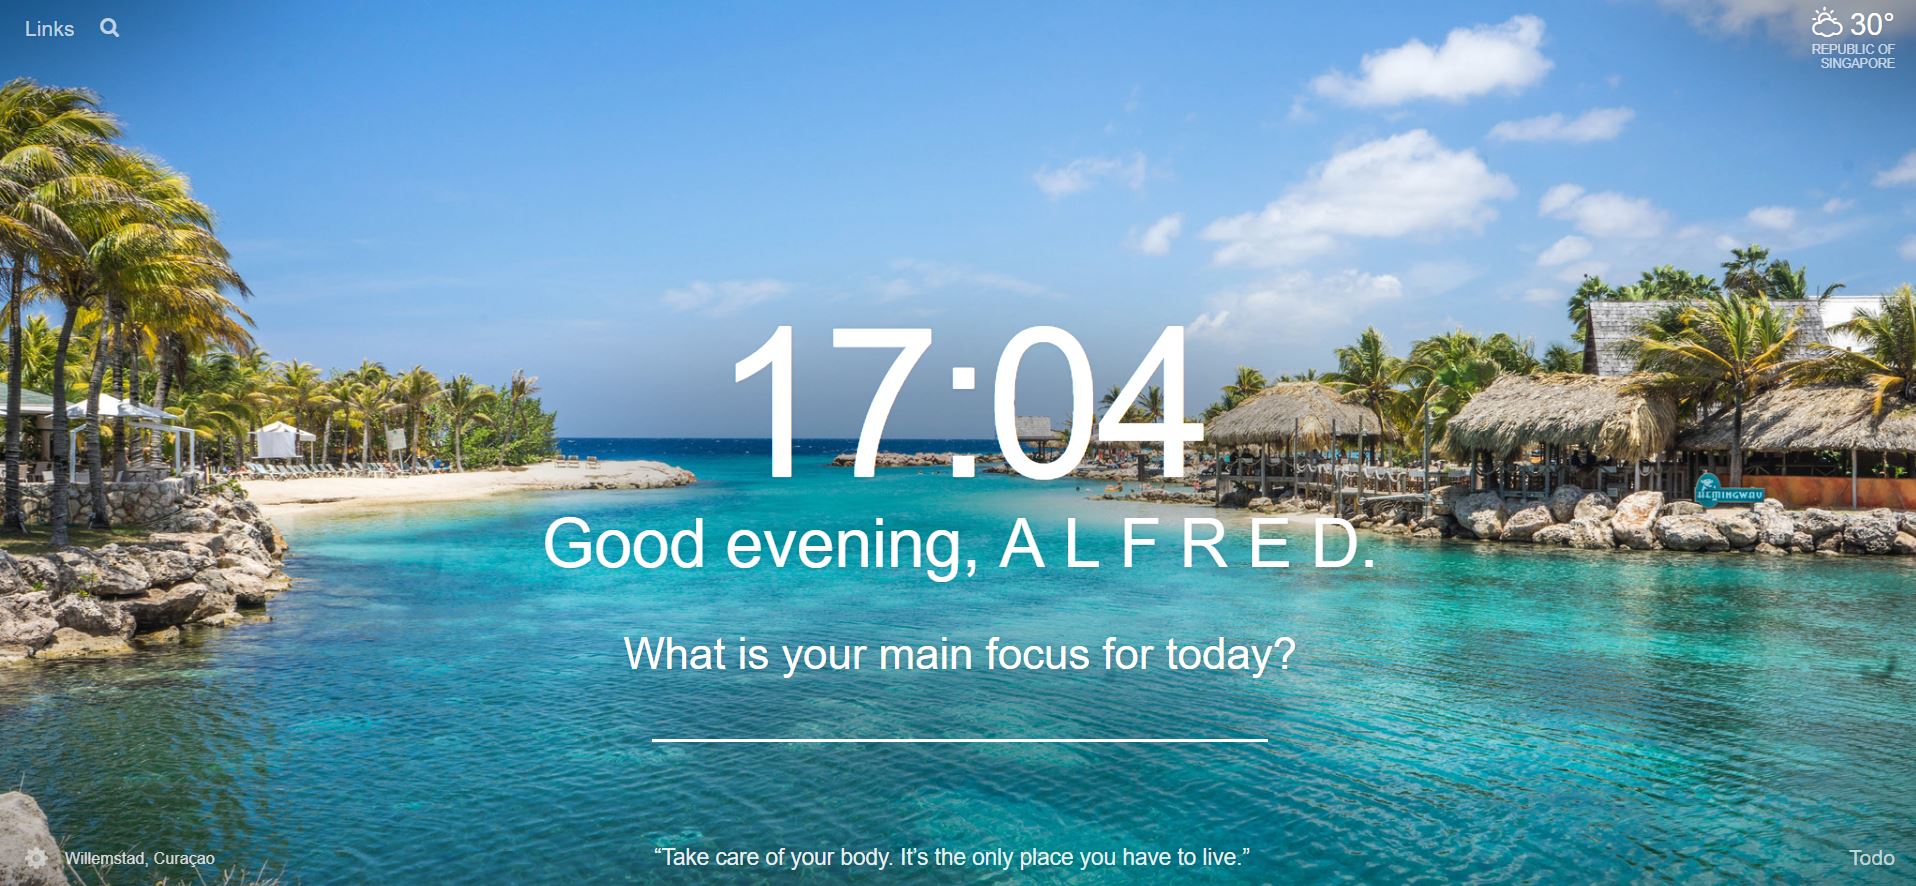 Links
30°
REPUBLIC OF
SINGAPORE
17:04
HEMINGWAY
Good evening, A L F R E D.
What is your main focus for today?
Willemstad, Curaçao
“Take care of your body. It’s the only place you have to live.”
Todo